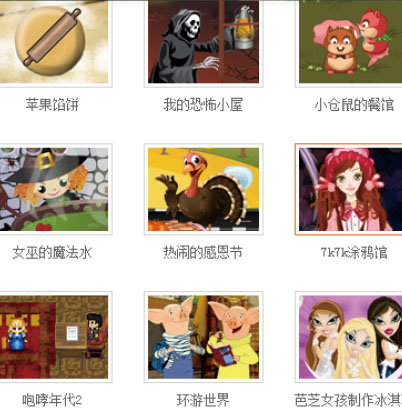 苹果馅饼
我的恐怖小屋
小仓鼠的餐馆
女巫的魔法水
热闹的感恩节
7k7k涂鸦馆
咆哮年代2
环游世界
芭芝女孩制作冰淇